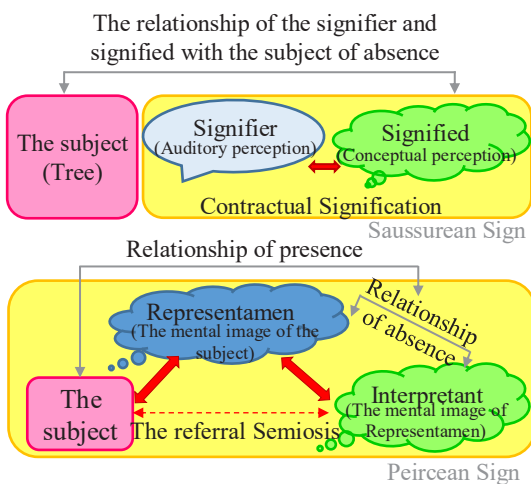 The relationship of the signifier and
signified with the subject of absence
The subject
(Tree)
Signifier
(Auditory perception)
Signified
(Conceptual perception)
Contractual Signification
Saussurean Sign
Relationship of presence
Representamen
(The mental image of the
subject)
Relationship
of absence
The
subject
Interpretant
(The mental image of
Representamen)
The referral Semiosis
Peircean Sign